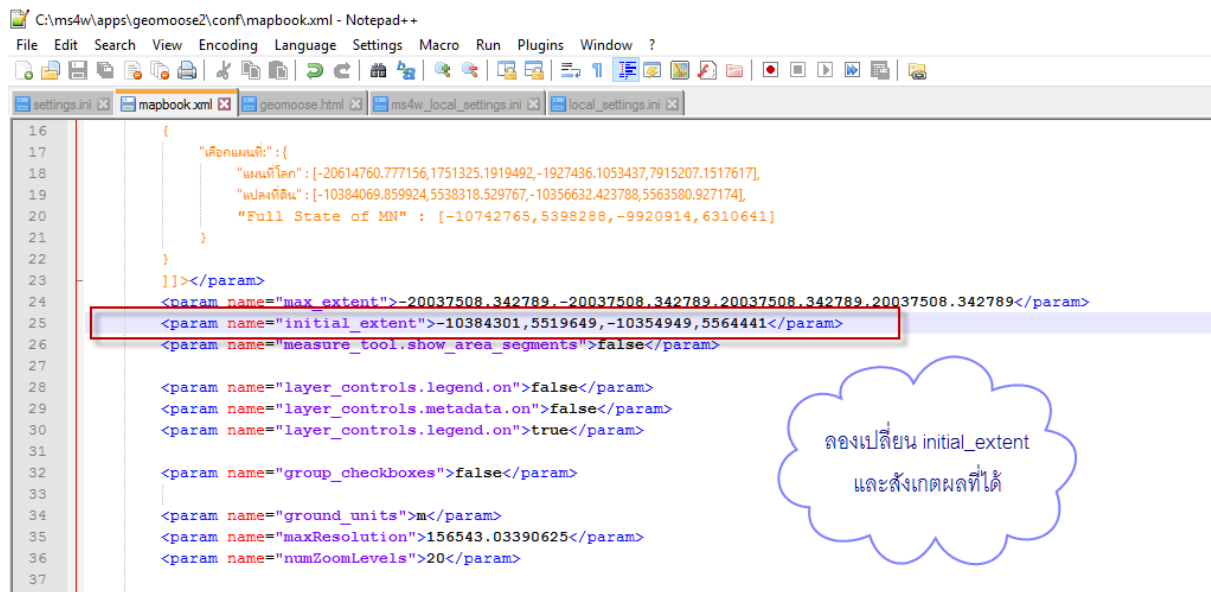 C:\ms4w\apps\geomoose2\conf\mapbook.xml - Notepad++
File Edit Search View Encoding Language Settings Macro Run Plugins Window ?
settings.ini mapbook.xml geomoose.html ms4w_local_settings.ini local_settings.ini
16 {
17 "เลือกแผนที่:" : {
18 "แผนที่โลก" : [-20614760.777156,1751325.1919492,-1927436.1053437,7915207.1517617],
19 "แปลงที่ดิน" : [-10384069.859924,5538318.529767,-10356632.423788,5563580.927174],
20 "Full State of MN" : [-10742765,5398288,-9920914,6310641]
21 }
22 }
23 ]]></param>
24 <param name="max_extent">-20037508.342789,-20037508.342789,20037508.342789,20037508.342789</param>
25 <param name="initial_extent">-10384301,5519649,-10354949,5564441</param>
26 <param name="measure_tool.show_area_segments">false</param>
27
28 <param name="layer_controls.legend.on">false</param>
29 <param name="layer_controls.metadata.on">false</param>
30 <param name="layer_controls.legend.on">true</param>
31
32 <param name="group_checkboxes">false</param>
33
34 <param name="ground_units">m</param>
35 <param name="maxResolution">156543.03390625</param>
36 <param name="numZoomLevels">20</param>
37
ลองเปลี่ยน initial_extent
และสังเกตผลที่ได้